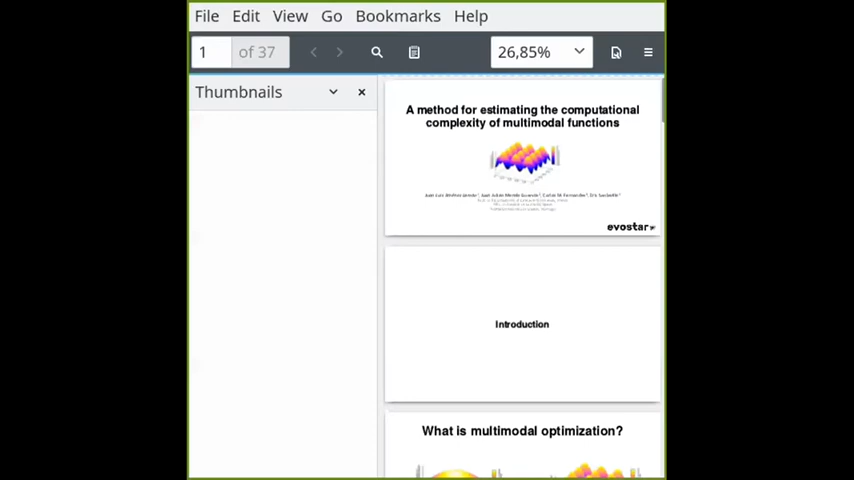 File Edit View Go Bookmarks Help
1 of 37 26,85%
Thumbnails
A method for estimating the computational
complexity of multimodal functions
evostar
Introduction
What is multimodal optimization?